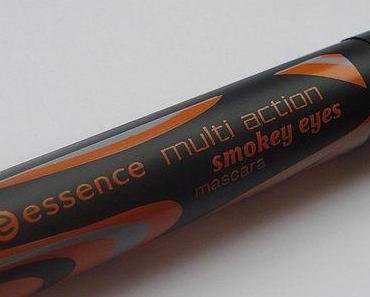 essence multi action
smokey eyes
mascara